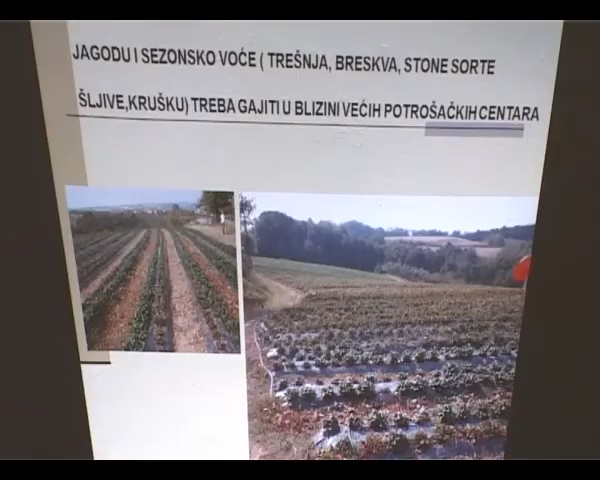 JAGODU I SEZONSKO VOĆE ( TREŠNJA, BRESKVA, STONE SORTE
ŠLJIVE,KRUŠKU) TREBA GAJITI U BLIZINI VEĆIH POTROŠAČKIH CENTARA